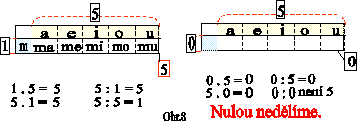 5
a e i o u
1 m ma me mi mo mu
5
1 . 5 = 5 5 : 1 = 5
5 . 1 = 5 5 : 5 = 1
Obr.8
5
a e i o u
0
0
0 . 5 = 0 0 : 5 = 0
5 . 0 = 0 0 : 0 není 5
Nulou nedělíme.